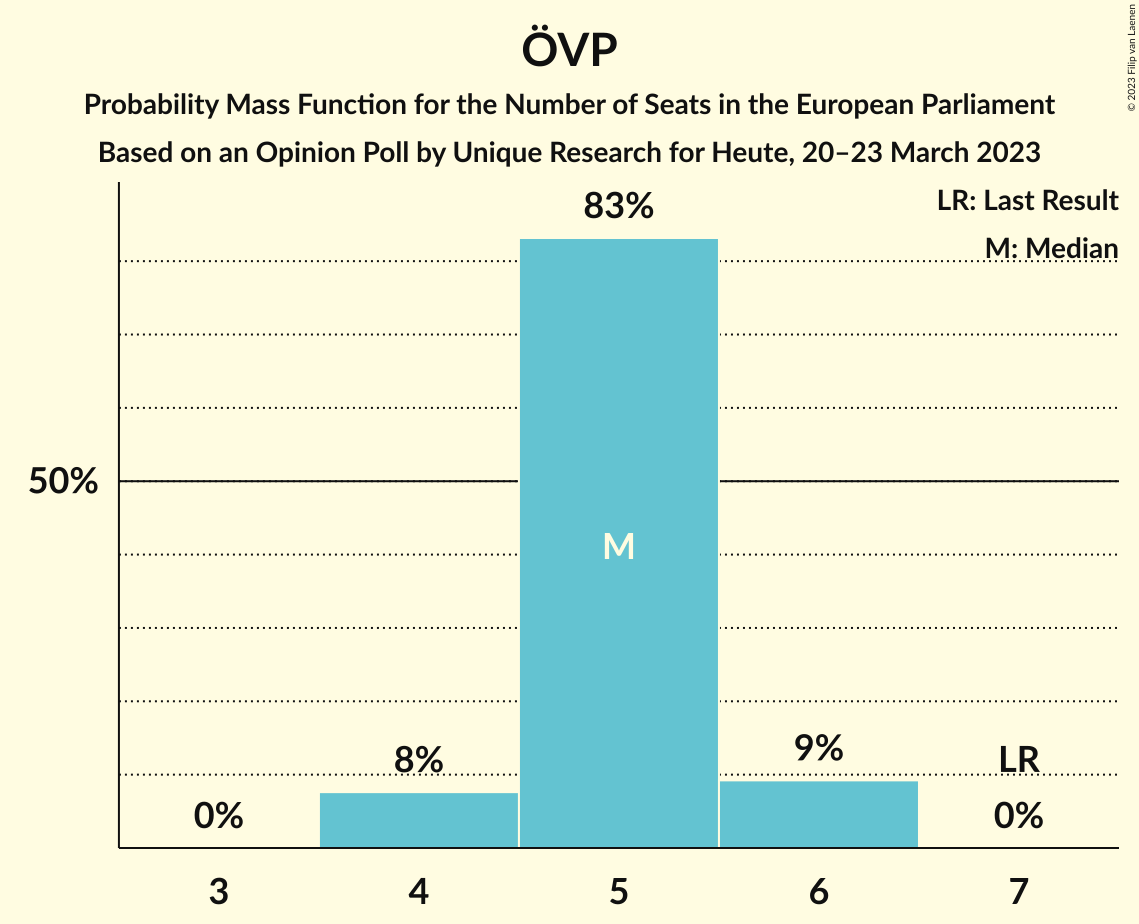 ÖVP
Probability Mass Function for the Number of Seats in the European Parliament
Based on an Opinion Poll by Unique Research for Heute, 20–23 March 2023
© 2023 Filip van Laenen
LR: Last Result
M: Median
83%
50%
M
8%
9%
LR
0%
0%
3 4 5 6 7